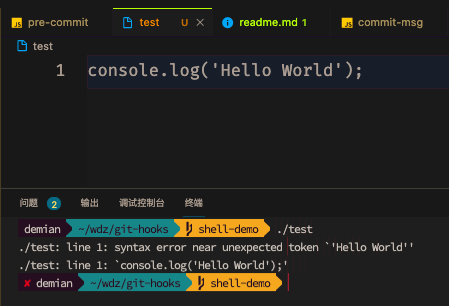 JS pre-commit test U × readme.md 1 JS commit-msg
test
1 console.log('Hello World');
问题 2 输出 调试控制台 终端
demian ~/wdz/git-hooks shell-demo ./test
./test: line 1: syntax error near unexpected token `'Hello World''
./test: line 1: `console.log('Hello World');'
✘ demian ~/wdz/git-hooks shell-demo